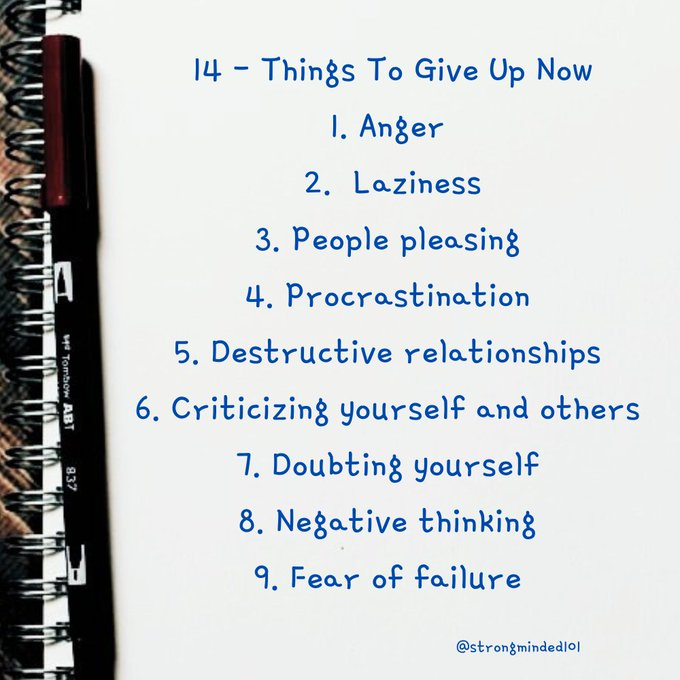 14 - Things To Give Up Now
1. Anger
2. Laziness
3. People pleasing
4. Procrastination
5. Destructive relationships
6. Criticizing yourself and others
7. Doubting yourself
8. Negative thinking
9. Fear of failure
@strongminded101
Tombow ABT
837